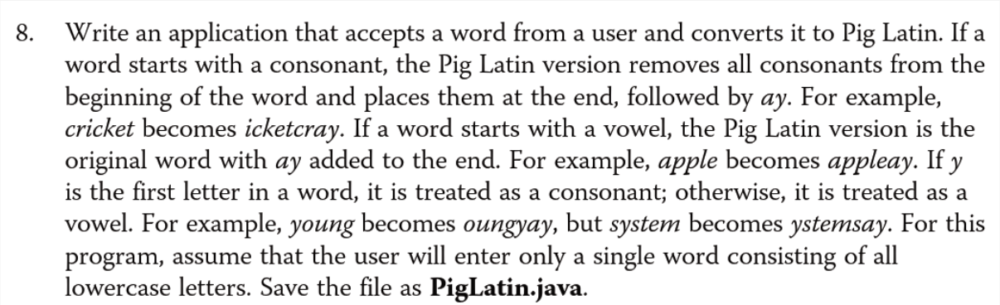 8. Write an application that accepts a word from a user and converts it to Pig Latin. If a
word starts with a consonant, the Pig Latin version removes all consonants from the
beginning of the word and places them at the end, followed by ay. For example,
cricket becomes icketcray. If a word starts with a vowel, the Pig Latin version is the
original word with ay added to the end. For example, apple becomes appleay. If y
is the first letter in a word, it is treated as a consonant; otherwise, it is treated as a
vowel. For example, young becomes oungyay, but system becomes ystemsay. For this
program, assume that the user will enter only a single word consisting of all
lowercase letters. Save the file as PigLatin.java.